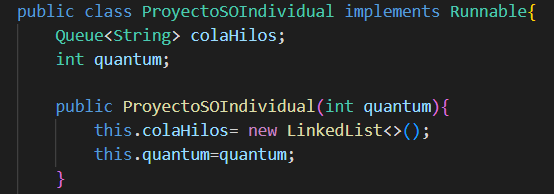 public class ProyectoSOIndividual implements Runnable{
    Queue<String> colaHilos;
    int quantum;

    public ProyectoSOIndividual(int quantum){
        this.colaHilos= new LinkedList<>();
        this.quantum=quantum;
    }